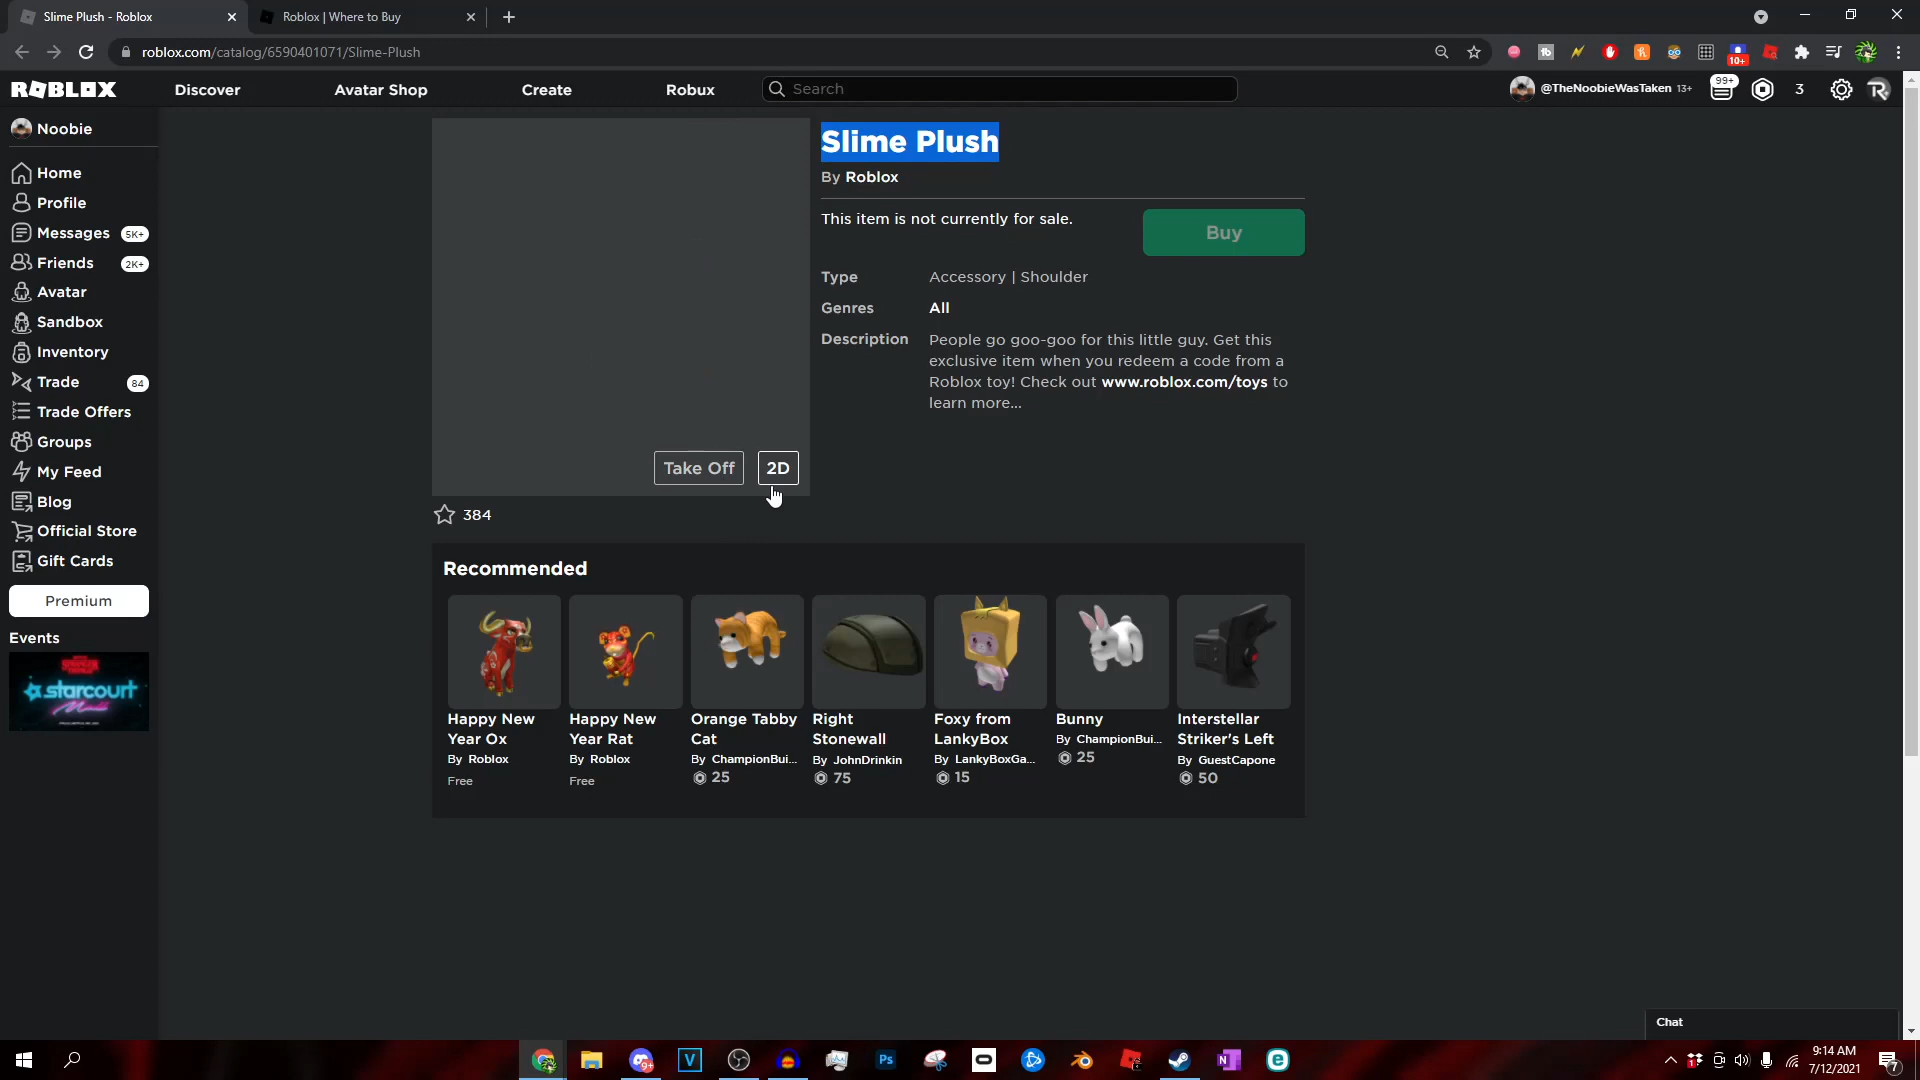 Slime Plush - Roblox
Roblox | Where to Buy
roblox.com/catalog/6590401071/Slime-Plush
10+
ROBLOX
Discover
Avatar Shop
Create
Robux
Search
@TheNoobieWasTaken 13+
99+
3
Noobie
Home
Profile
Messages 5K+
Friends 2K+
Avatar
Sandbox
Inventory
Trade 84
Trade Offers
Groups
My Feed
Blog
Official Store
Gift Cards
Premium
Events
starcourt
Slime Plush
By Roblox
This item is not currently for sale.
Buy
Type Accessory | Shoulder
Genres All
Description People go goo-goo for this little guy. Get this
exclusive item when you redeem a code from a
Roblox toy! Check out www.roblox.com/toys to
learn more...
Take Off
2D
384
Recommended
Happy New
Year Ox
By Roblox
Free
Happy New
Year Rat
By Roblox
Free
Orange Tabby
Cat
By ChampionBui...
25
Right
Stonewall
By JohnDrinkin
75
Foxy from
LankyBox
By LankyBoxGa...
15
Bunny
By ChampionBui...
25
Interstellar
Striker's Left
By GuestCapone
50
Chat
9:14 AM
7/12/2021
7